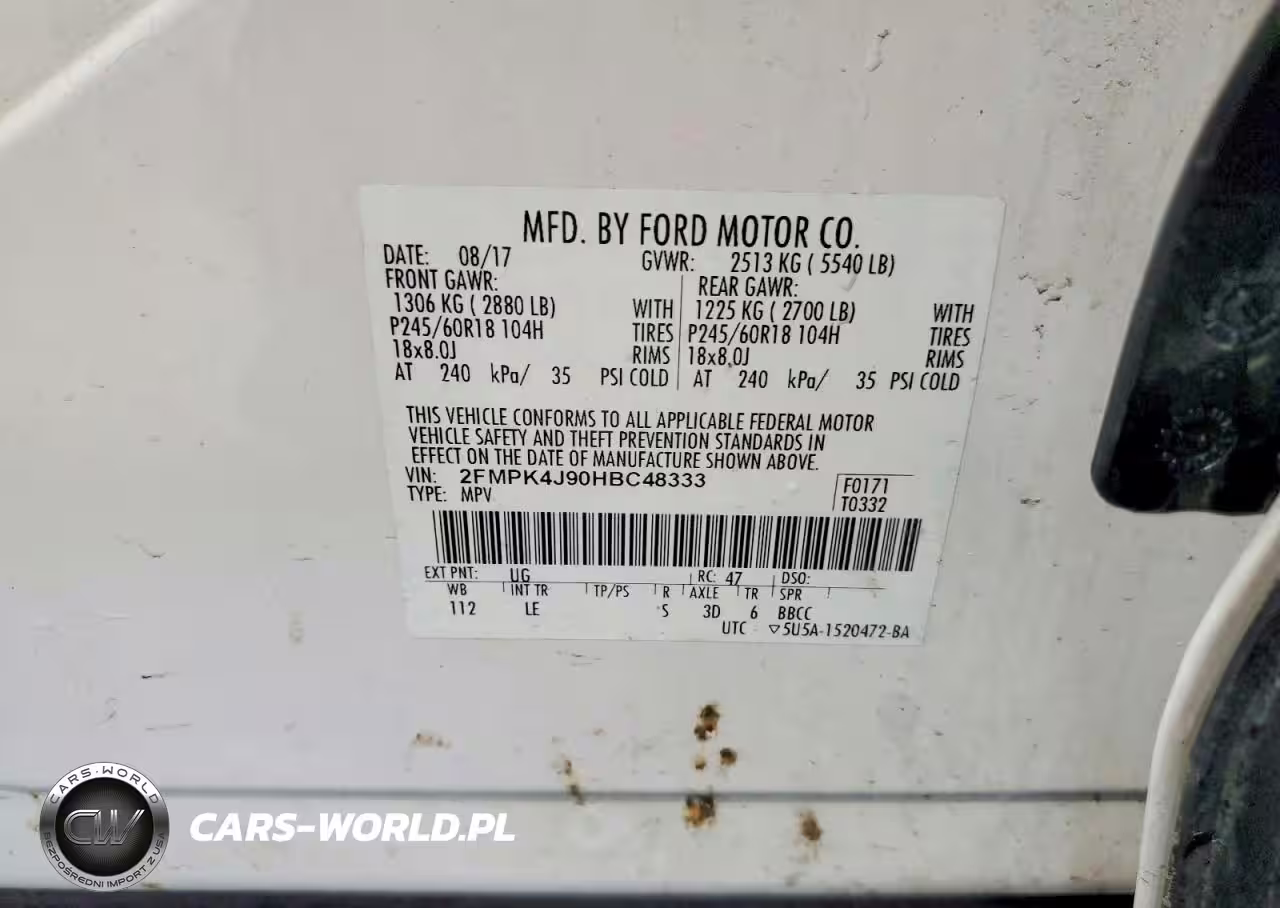 MFD. BY FORD MOTOR CO.
DATE: 08/17 GVWR: 2513 KG ( 5540 LB)
FRONT GAWR: REAR GAWR:
1306 KG ( 2880 LB) WITH 1225 KG ( 2700 LB) WITH
P245/60R18 104H TIRES P245/60R18 104H TIRES
18x8.0J RIMS 18x8.0J RIMS
AT 240 kPa/ 35 PSI COLD AT 240 kPa/ 35 PSI COLD
THIS VEHICLE CONFORMS TO ALL APPLICABLE FEDERAL MOTOR
VEHICLE SAFETY AND THEFT PREVENTION STANDARDS IN
EFFECT ON THE DATE OF MANUFACTURE SHOWN ABOVE.
VIN: 2FMPK4J90HBC48333
TYPE: MPV
F0171
T0332
EXT PNT: UG RC: 47 DSO:
WB INT TR TP/PS R AXLE TR SPR
112 LE S 3D 6 BBCC
UTC ▽5U5A-1520472-BA
CARS-WORLD
CW
BEZPOŚREDNI IMPORT Z USA
CARS-WORLD.PL